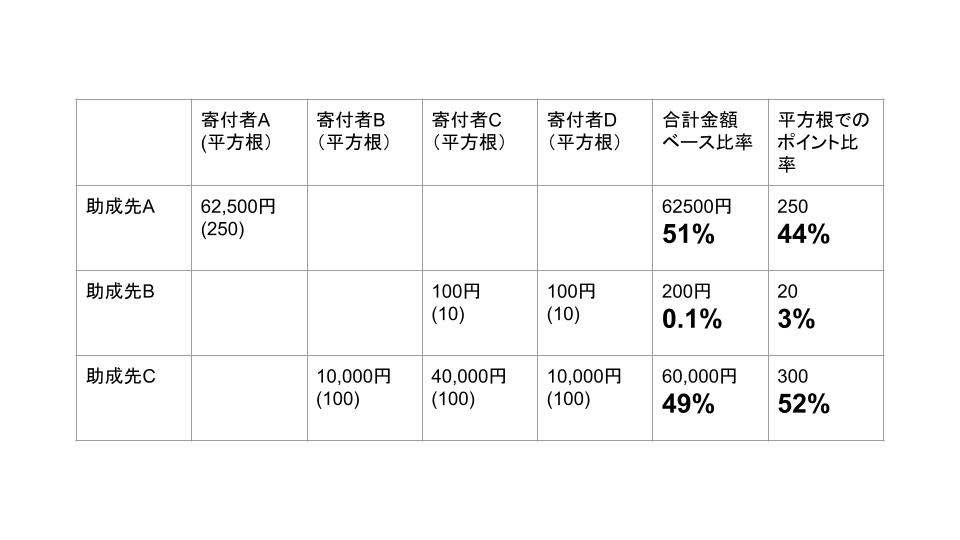 寄付者A
(平方根）
寄付者B
（平方根）
寄付者C
（平方根）
寄付者D
（平方根）
合計金額
ベース比率
平方根での
ポイント比
率
助成先A
62,500円
(250)
62500円
51%
250
44%
助成先B
100円
(10)
100円
(10)
200円
0.1%
20
3%
助成先C
10,000円
(100)
40,000円
(100)
10,000円
(100)
60,000円
49%
300
52%